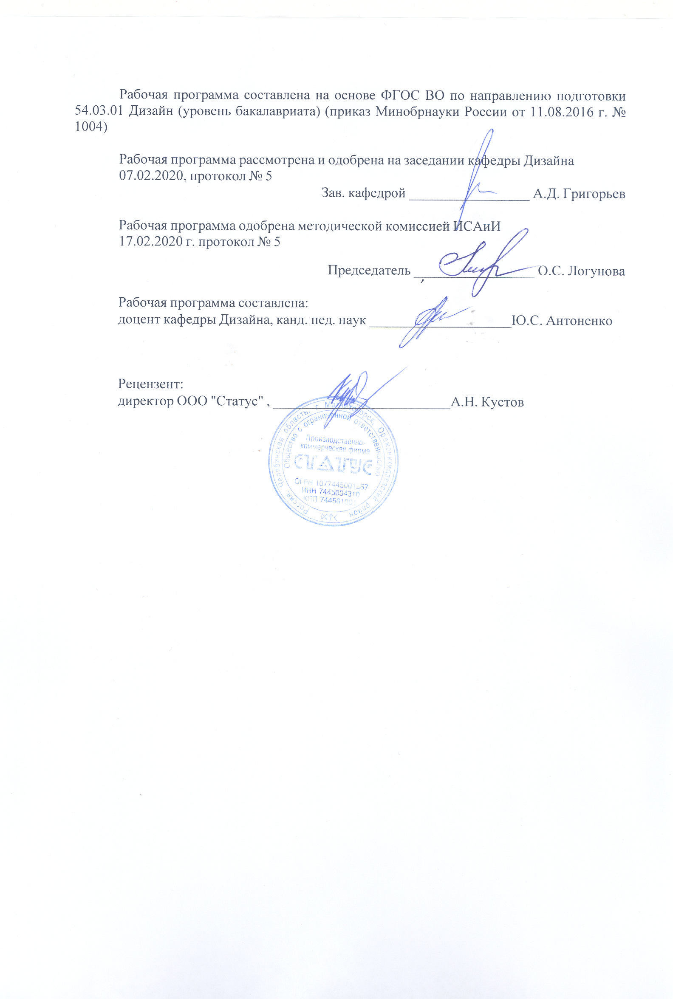 Рабочая программа составлена на основе ФГОС ВО по направлению подготовки
54.03.01 Дизайн (уровень бакалавриата) (приказ Минобрнауки России от 11.08.2016 г. №
1004)
Рабочая программа рассмотрена и одобрена на заседании кафедры Дизайна
07.02.2020, протокол № 5
Зав. кафедрой __________________ А.Д. Григорьев
Рабочая программа одобрена методической комиссией ИСАиИ
17.02.2020 г. протокол № 5
Председатель __________________ О.С. Логунова
Рабочая программа составлена:
доцент кафедры Дизайна, канд. пед. наук _____________________Ю.С. Антоненко
Рецензент:
директор ООО "Статус" , __________________________А.Н. Кустов
Россия, Челябинская область, г. Магнитогорск, Орджоникидзевский район
Общество с ограниченной ответственностью
Производственно-
коммерческая фирма
СТАТУС
ОГРН
ИНН 7445034310
КПП 744501001